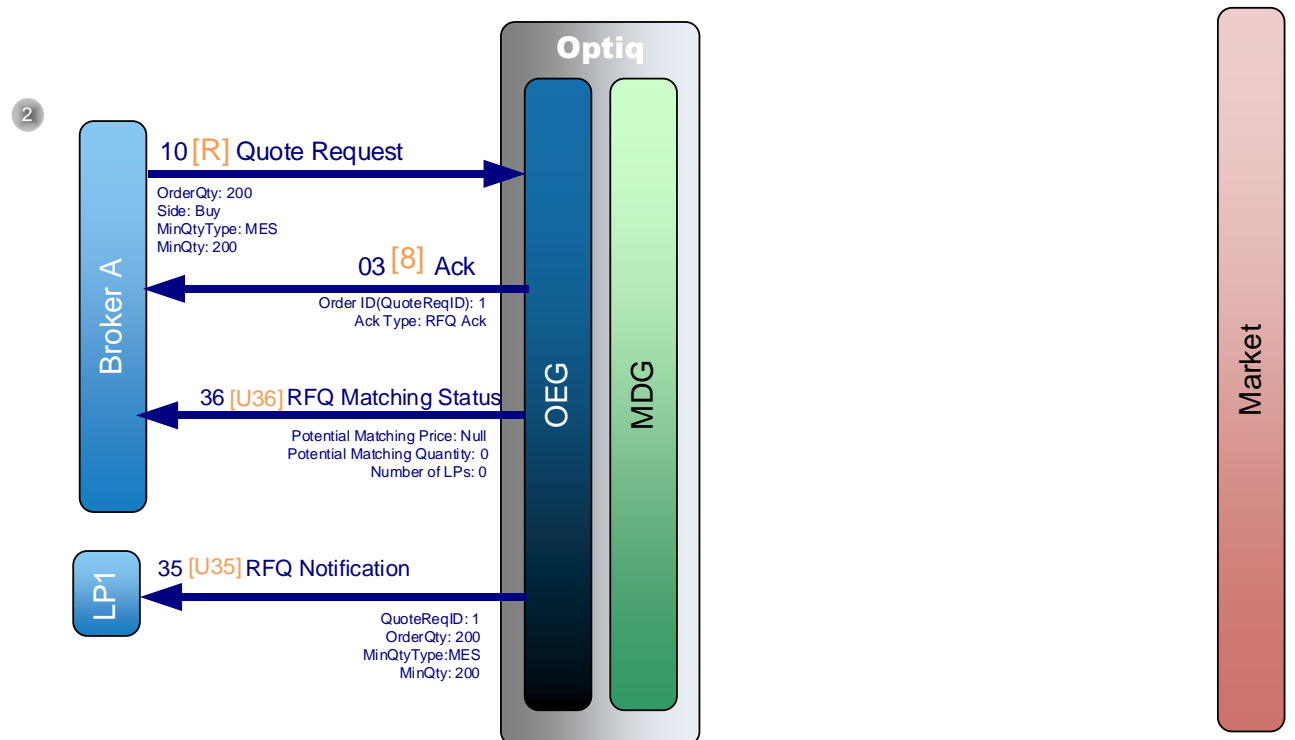 Optiq
2
10 [R] Quote Request
OrderQty: 200
Side: Buy
MinQtyType: MES
MinQty: 200
03 [8] Ack
Order ID(QuoteReqID): 1
Ack Type: RFQ Ack
Broker A
36 [U36] RFQ Matching Status
Potential Matching Price: Null
Potential Matching Quantity: 0
Number of LPs: 0
OEG
MDG
Market
LP1
35 [U35] RFQ Notification
QuoteReqID: 1
OrderQty: 200
MinQtyType:MES
MinQty: 200